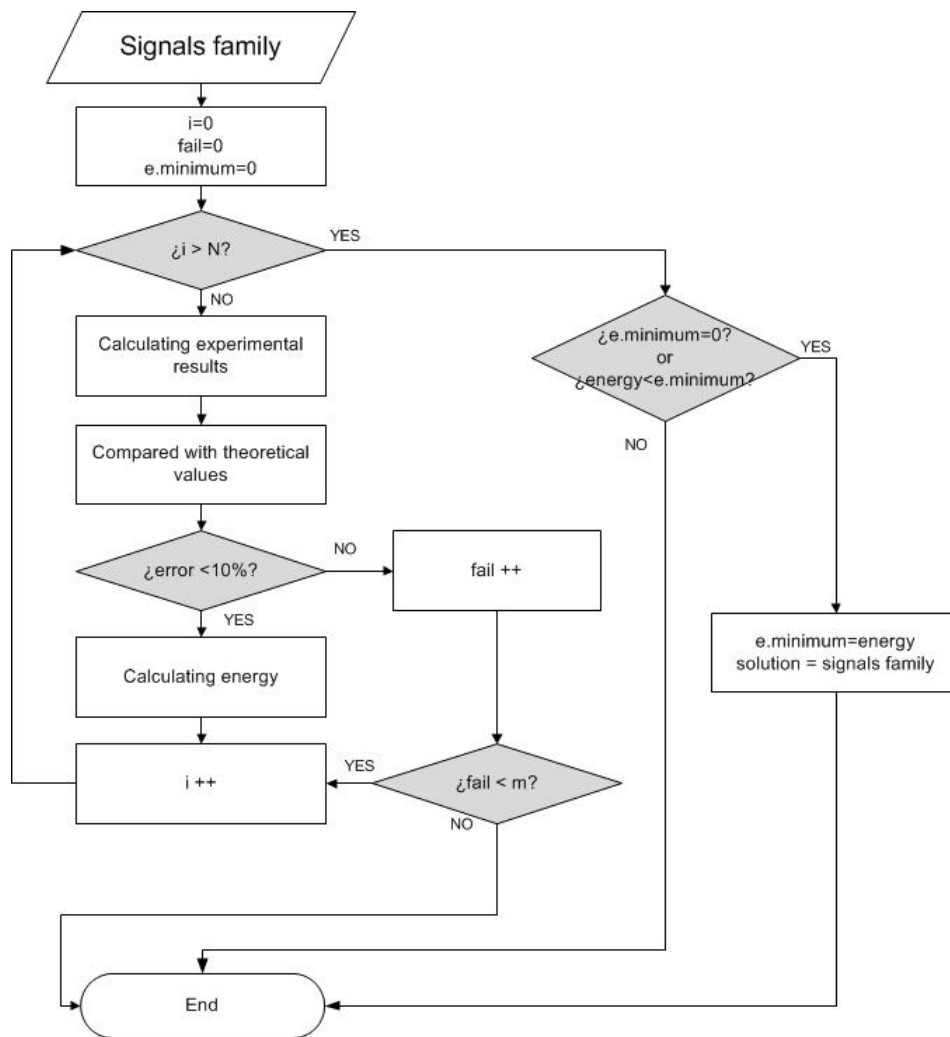 Signals family
i=0
fail=0
e.minimum=0
¿i > N?
YES
NO
Calculating experimental
results
Compared with theoretical
values
¿error <10%?
NO
YES
fail ++
Calculating energy
i ++
YES
¿fail < m?
NO
¿e.minimum=0?
or
¿energy<e.minimum?
YES
NO
e.minimum=energy
solution = signals family
End